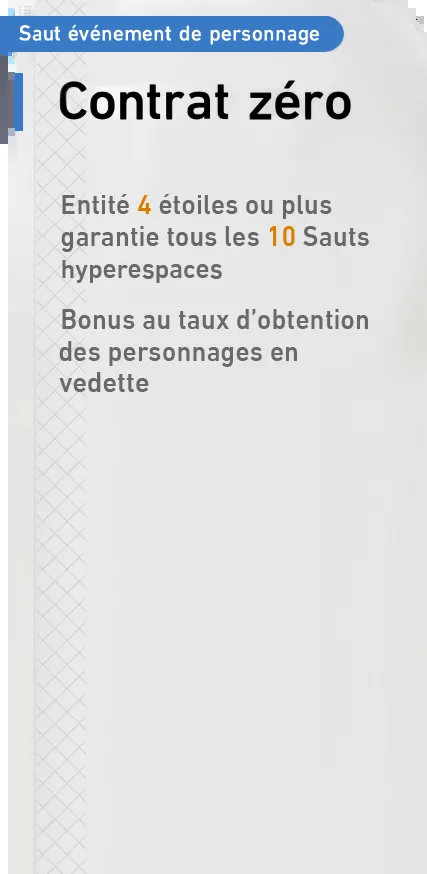 Saut événement de personnage
Contrat zéro
Entité 4 étoiles ou plus
garantie tous les 10 Sauts
hyperespaces
Bonus au taux d’obtention
des personnages en
vedette